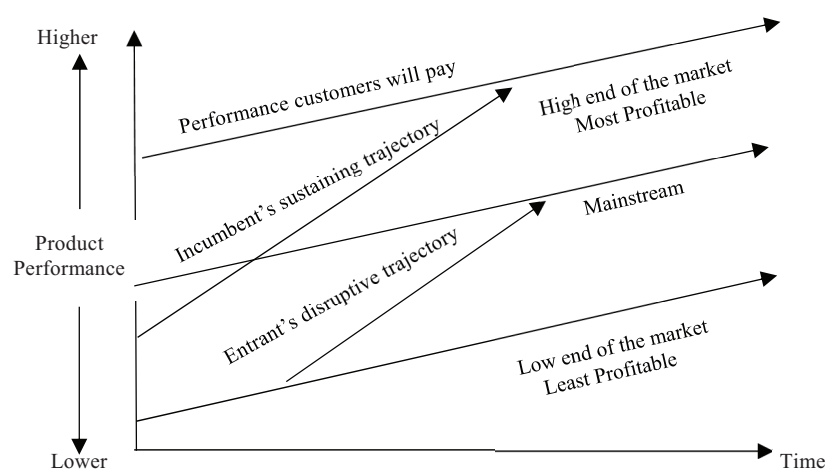 Higher
Performance customers will pay
High end of the market
Most Profitable
Incumbent’s sustaining trajectory
Mainstream
Product
Performance
Entrant’s disruptive trajectory
Low end of the market
Least Profitable
Lower
Time